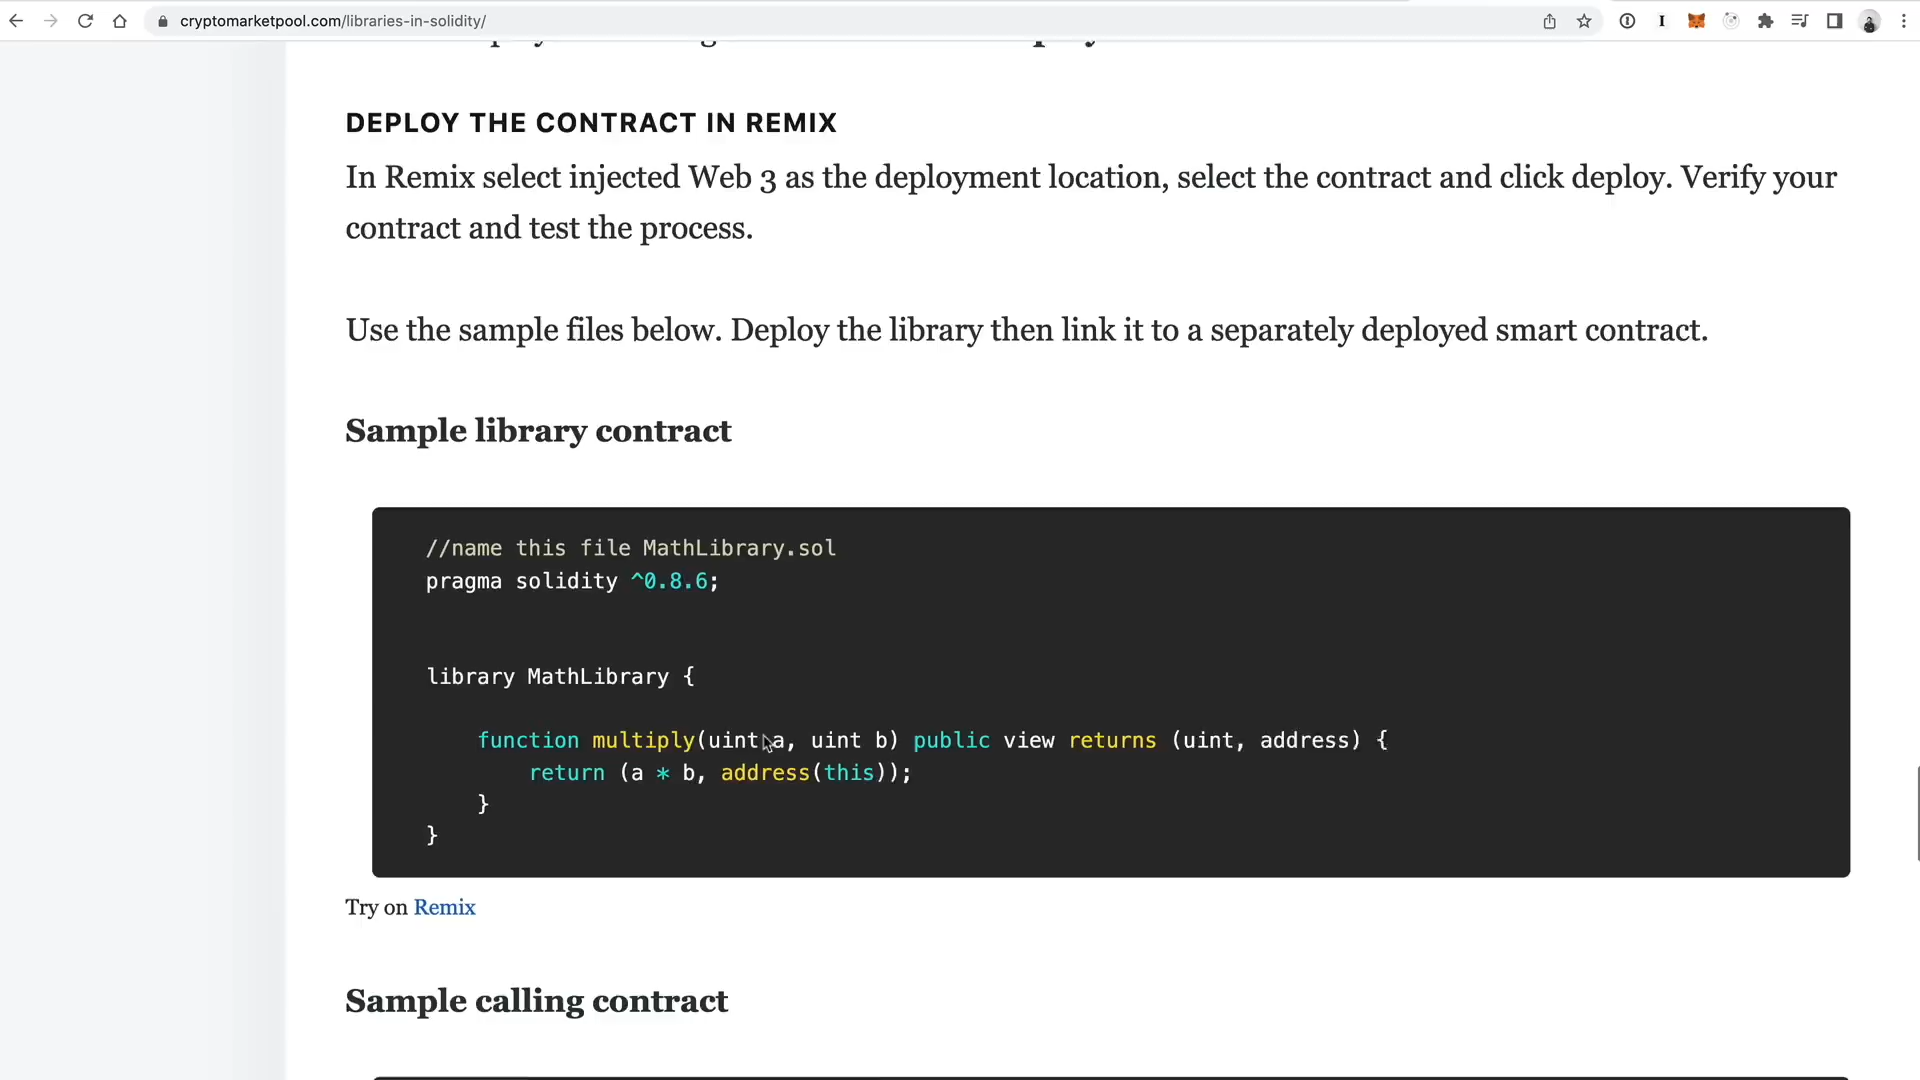 cryptomarketpool.com/libraries-in-solidity/
DEPLOY THE CONTRACT IN REMIX
In Remix select injected Web 3 as the deployment location, select the contract and click deploy. Verify your
contract and test the process.
Use the sample files below. Deploy the library then link it to a separately deployed smart contract.
Sample library contract
//name this file MathLibrary.sol
pragma solidity ^0.8.6;
library MathLibrary {
function multiply(uint a, uint b) public view returns (uint, address) {
return (a * b, address(this));
}
}
Try on Remix
Sample calling contract